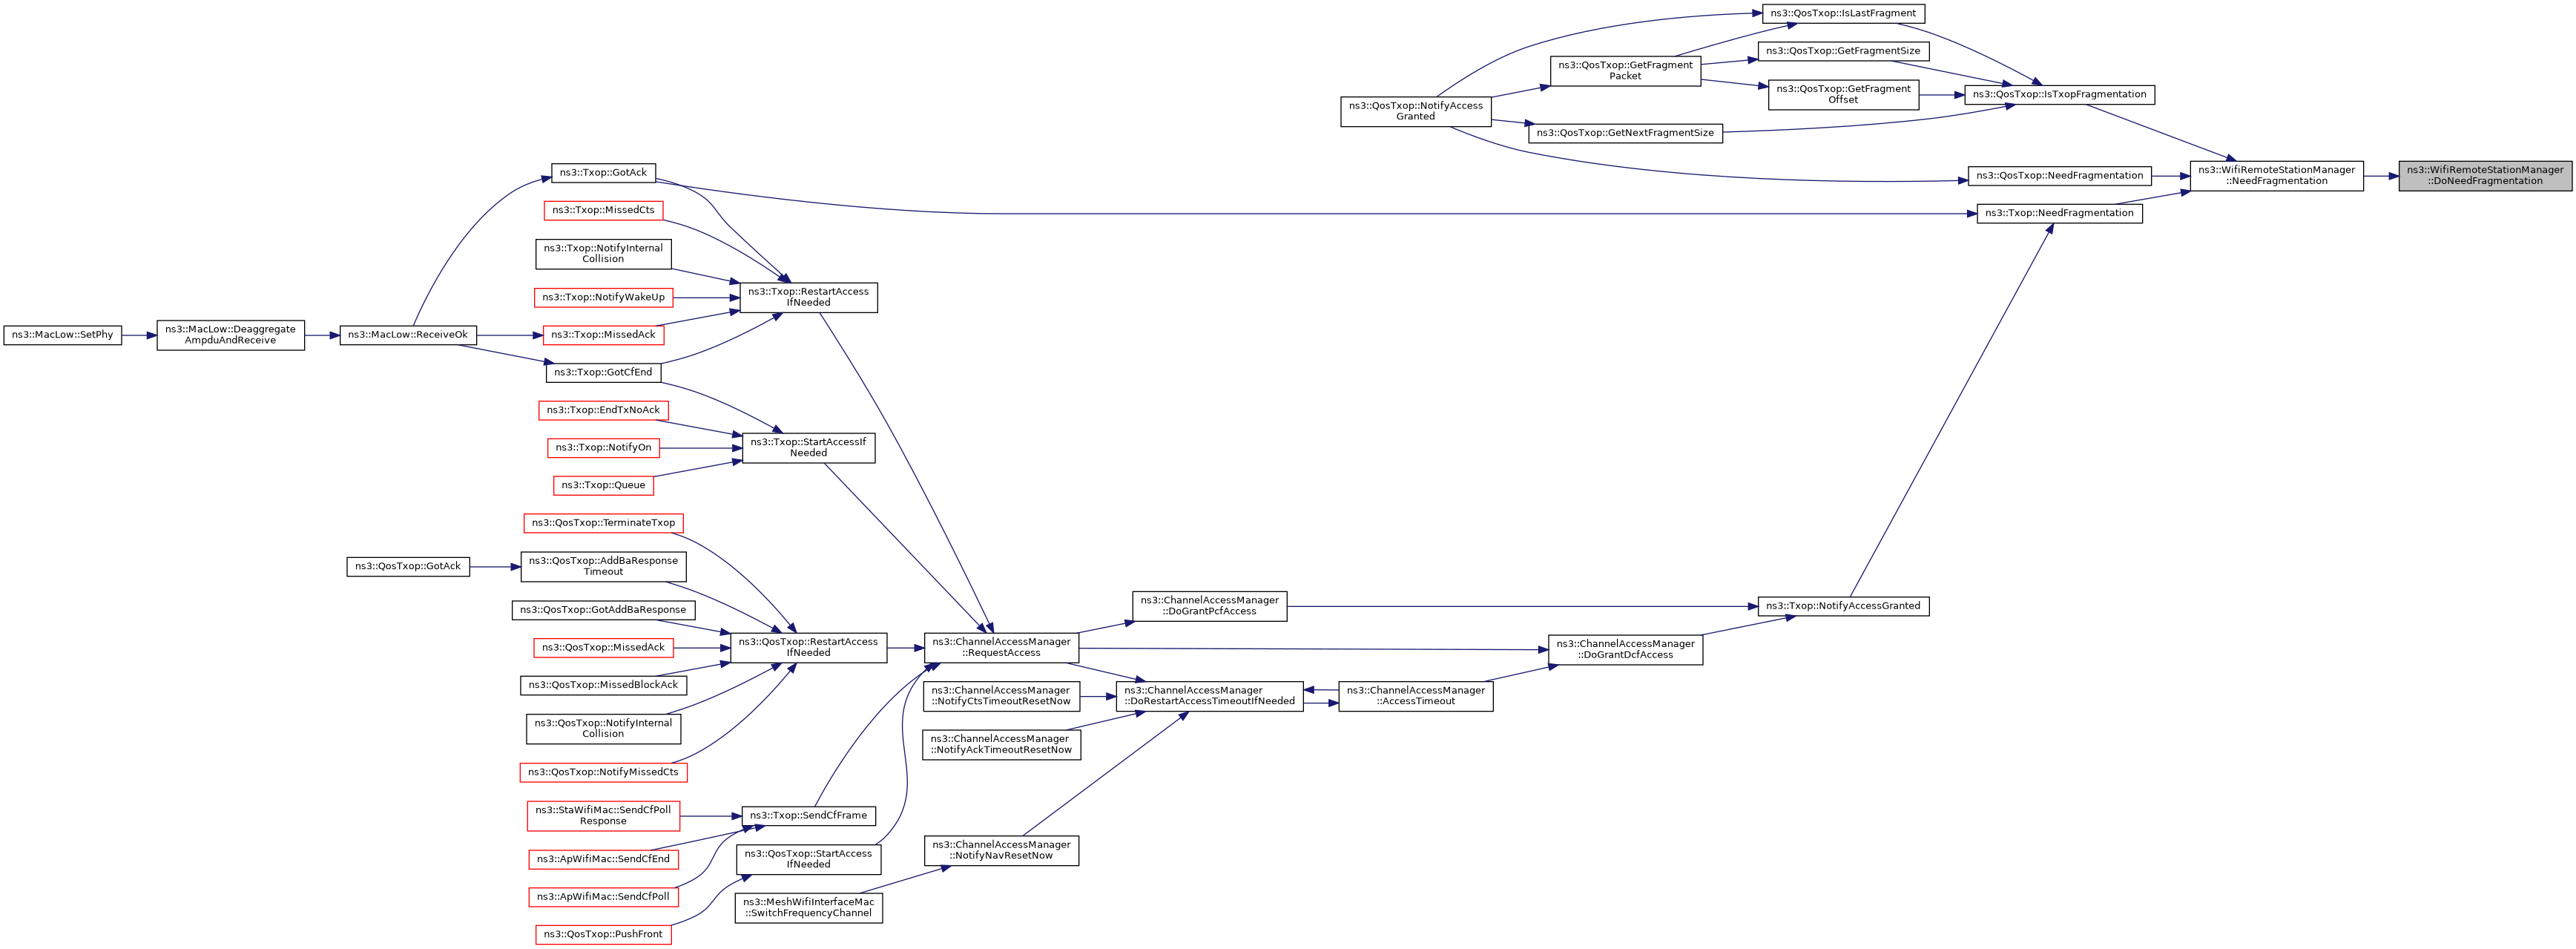 ns3::QosTxop::IsLastFragment
ns3::QosTxop::GetFragmentSize
ns3::QosTxop::GetFragment
Packet
ns3::QosTxop::GetFragment
Offset
ns3::QosTxop::IsTxopFragmentation
ns3::QosTxop::NotifyAccess
Granted
ns3::QosTxop::GetNextFragmentSize
ns3::Txop::GotAck
ns3::QosTxop::NeedFragmentation
ns3::WifiRemoteStationManager
::NeedFragmentation
ns3::WifiRemoteStationManager
::DoNeedFragmentation
ns3::Txop::MissedCts
ns3::Txop::NeedFragmentation
ns3::Txop::NotifyInternal
Collision
ns3::Txop::NotifyWakeUp
ns3::Txop::RestartAccess
IfNeeded
ns3::MacLow::SetPhy
ns3::MacLow::Deaggregate
AmpduAndReceive
ns3::MacLow::ReceiveOk
ns3::Txop::MissedAck
ns3::Txop::GotCfEnd
ns3::Txop::EndTxNoAck
ns3::Txop::NotifyOn
ns3::Txop::StartAccessIf
Needed
ns3::Txop::Queue
ns3::QosTxop::TerminateTxop
ns3::QosTxop::GotAck
ns3::QosTxop::AddBaResponse
Timeout
ns3::QosTxop::GotAddBaResponse
ns3::ChannelAccessManager
::DoGrantPcfAccess
ns3::Txop::NotifyAccessGranted
ns3::QosTxop::MissedAck
ns3::QosTxop::RestartAccess
IfNeeded
ns3::ChannelAccessManager
::RequestAccess
ns3::ChannelAccessManager
::DoGrantDcfAccess
ns3::QosTxop::MissedBlockAck
ns3::ChannelAccessManager
::NotifyCtsTimeoutResetNow
ns3::ChannelAccessManager
::DoRestartAccessTimeoutIfNeeded
ns3::ChannelAccessManager
::AccessTimeout
ns3::QosTxop::NotifyInternal
Collision
ns3::ChannelAccessManager
::NotifyAckTimeoutResetNow
ns3::QosTxop::NotifyMissedCts
ns3::StaWifiMac::SendCfPoll
Response
ns3::Txop::SendCfFrame
ns3::ApWifiMac::SendCfEnd
ns3::QosTxop::StartAccess
IfNeeded
ns3::ChannelAccessManager
::NotifyNavResetNow
ns3::ApWifiMac::SendCfPoll
ns3::MeshWifiInterfaceMac
::SwitchFrequencyChannel
ns3::QosTxop::PushFront